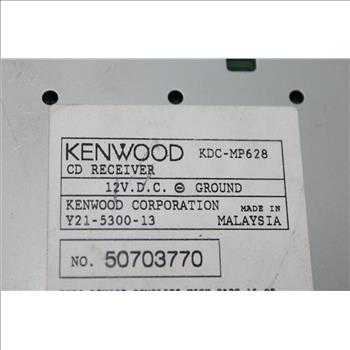 KENWOOD KDC-MP628
CD RECEIVER
12V.D.C. ⊖ GROUND
KENWOOD CORPORATION MADE IN
Y21-5300-13 MALAYSIA
NO. 50703770